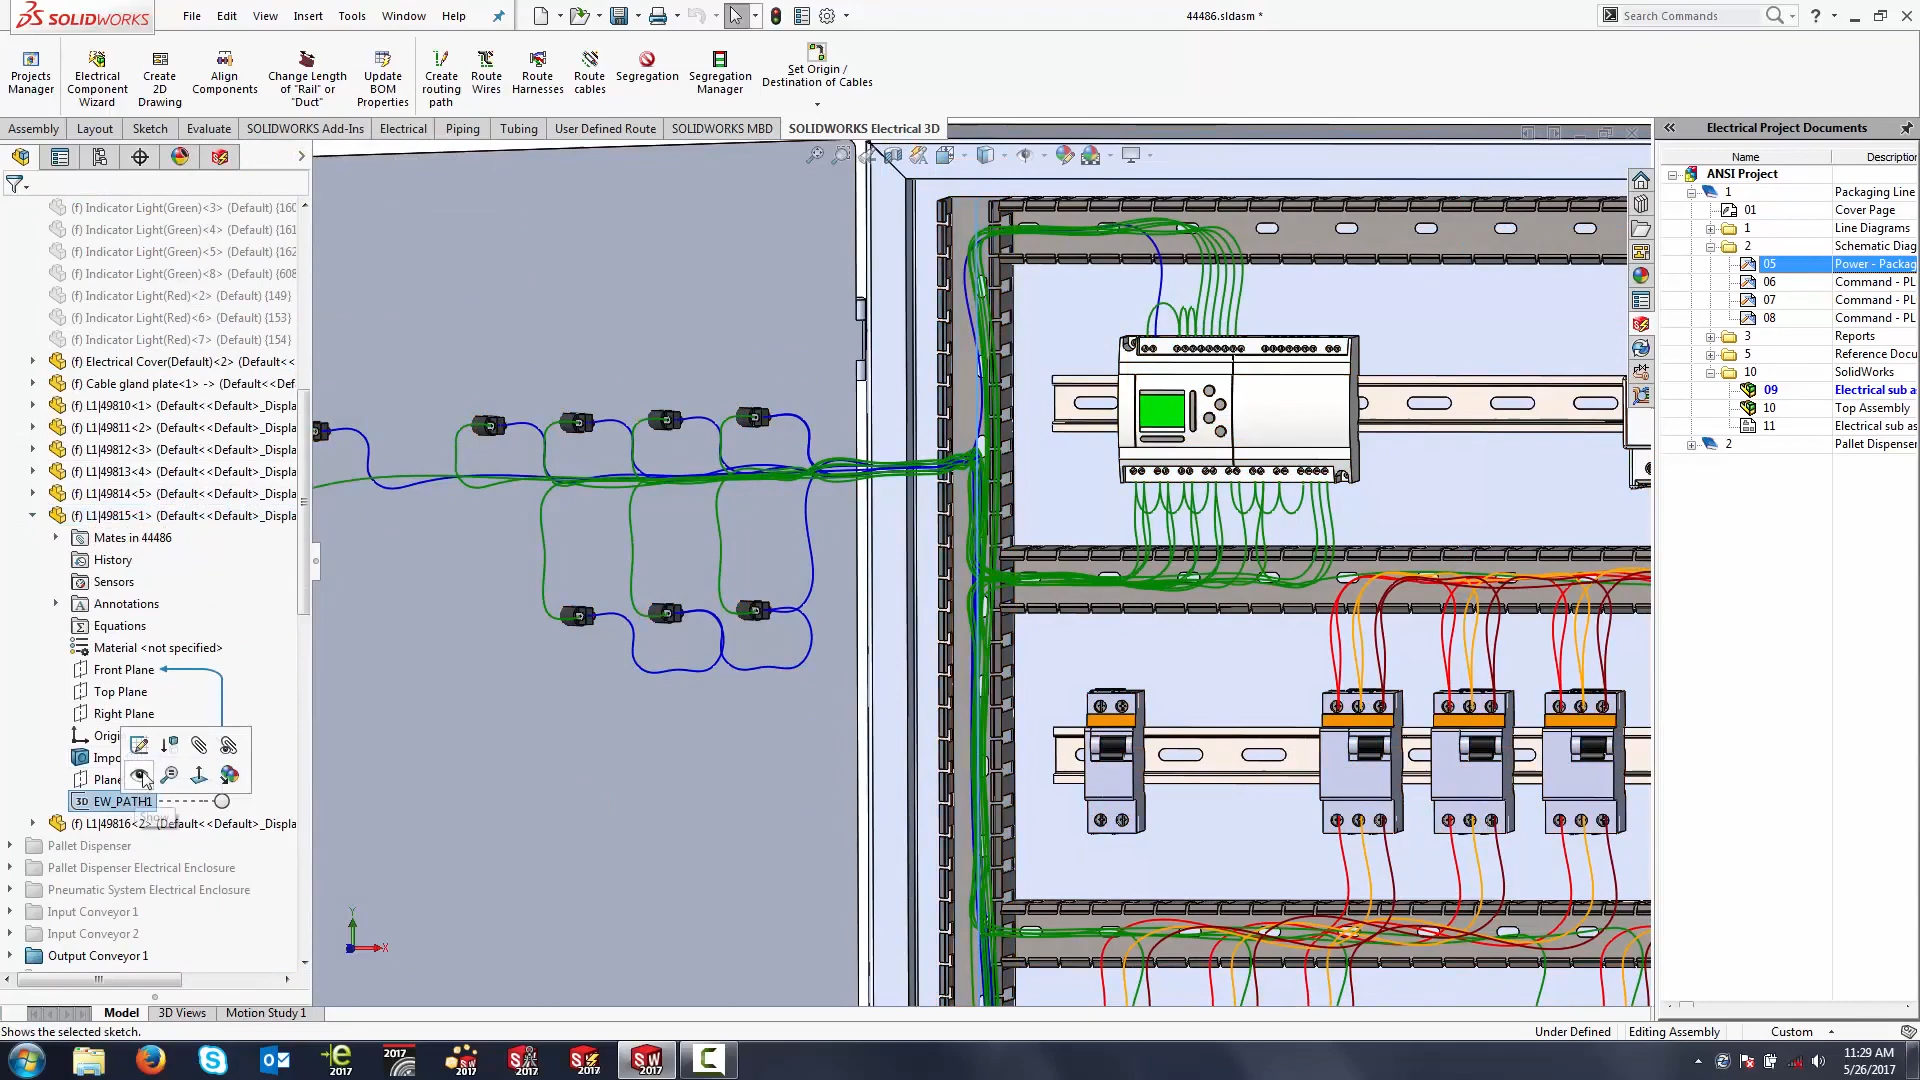 SOLIDWORKS File Edit View Insert Tools Window Help 44486.sldasm * Search Commands
Projects Manager
Electrical Component Wizard
Create 2D Drawing
Align Components
Change Length of "Rail" or "Duct"
Update BOM Properties
Create routing path
Route Wires
Route Harnesses
Route cables
Segregation
Segregation Manager
Set Origin / Destination of Cables
Assembly Layout Sketch Evaluate SOLIDWORKS Add-Ins Electrical Piping Tubing User Defined Route SOLIDWORKS MBD SOLIDWORKS Electrical 3D
(f) Indicator Light(Green)<3> (Default) {160
(f) Indicator Light(Green)<4> (Default) {161
(f) Indicator Light(Green)<5> (Default) {162
(f) Indicator Light(Green)<8> (Default) {608
(f) Indicator Light(Red)<2> (Default) {149}
(f) Indicator Light(Red)<6> (Default) {153}
(f) Indicator Light(Red)<7> (Default) {154}
(f) Electrical Cover(Default)<2> (Default<<
(f) Cable gland plate<1> -> (Default<<Def
(f) L1|49810<1> (Default<<Default>_Displa
(f) L1|49811<2> (Default<<Default>_Displa
(f) L1|49812<3> (Default<<Default>_Displa
(f) L1|49813<4> (Default<<Default>_Displa
(f) L1|49814<5> (Default<<Default>_Displa
(f) L1|49815<1> (Default<<Default>_Displa
Mates in 44486
History
Sensors
A Annotations
Equations
Material <not specified>
Front Plane
Top Plane
Right Plane
Origi
Impo
Plane
3D EW_PATH1
Show
(f) L1|49816<2> (Default<<Default>_Displa
Pallet Dispenser
Pallet Dispenser Electrical Enclosure
Pneumatic System Electrical Enclosure
Input Conveyor 1
Input Conveyor 2
Output Conveyor 1
Y
X
Electrical Project Documents
Name Description
ANSI Project
1 Packaging Line
01 Cover Page
1 Line Diagrams
2 Schematic Diag
05 Power - Packag
06 Command - PL
07 Command - PL
08 Command - PL
3 Reports
5 Reference Docu
10 SolidWorks
09 Electrical sub a
10 Top Assembly
11 Electrical sub as
2 Pallet Dispenser
Model 3D Views Motion Study 1
Shows the selected sketch. Under Defined Editing Assembly Custom
2017 2017 2017 2017 2017 SW 2017
11:29 AM
5/26/2017